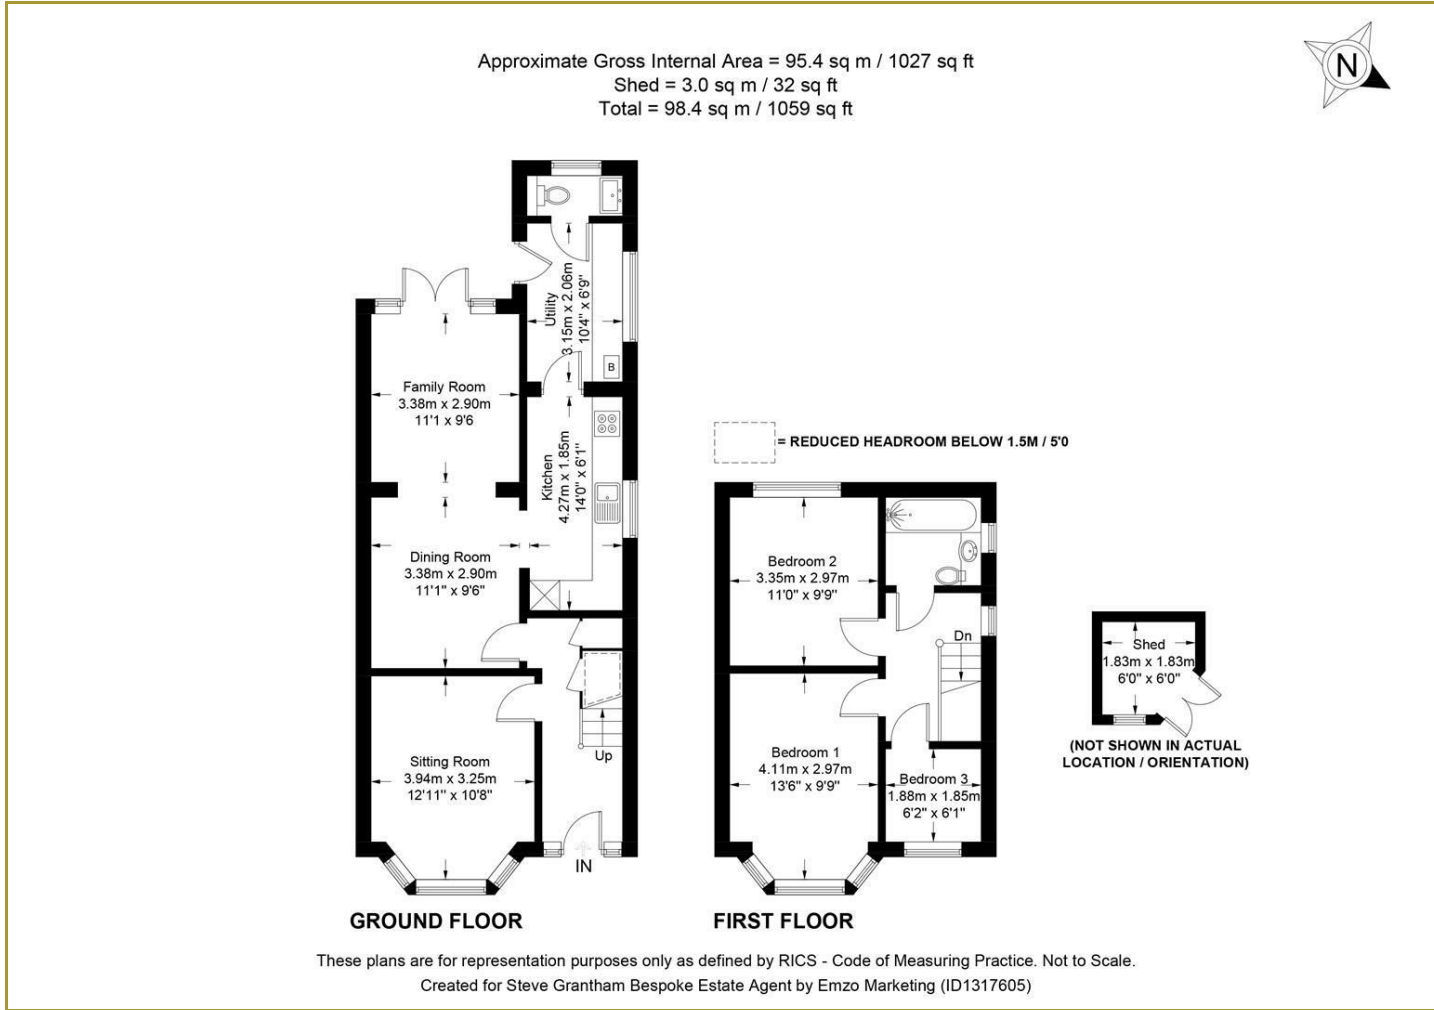 Approximate Gross Internal Area = 95.4 sq m / 1027 sq ft
Shed = 3.0 sq m / 32 sq ft
Total = 98.4 sq m / 1059 sq ft
N
Utility
3.15m x 2.06m
10'4" x 6'9"
B
Family Room
3.38m x 2.90m
11'1 x 9'6
Kitchen
4.27m x 1.85m
14'0" x 6'1"
Dining Room
3.38m x 2.90m
11'1" x 9'6"
Sitting Room
3.94m x 3.25m
12'11" x 10'8"
Up
IN
GROUND FLOOR
= REDUCED HEADROOM BELOW 1.5M / 5'0
Bedroom 2
3.35m x 2.97m
11'0" x 9'9"
Dn
Bedroom 1
4.11m x 2.97m
13'6" x 9'9"
Bedroom 3
1.88m x 1.85m
6'2" x 6'1"
FIRST FLOOR
Shed
1.83m x 1.83m
6'0" x 6'0"
(NOT SHOWN IN ACTUAL
LOCATION / ORIENTATION)
These plans are for representation purposes only as defined by RICS - Code of Measuring Practice. Not to Scale.
Created for Steve Grantham Bespoke Estate Agent by Emzo Marketing (ID1317605)